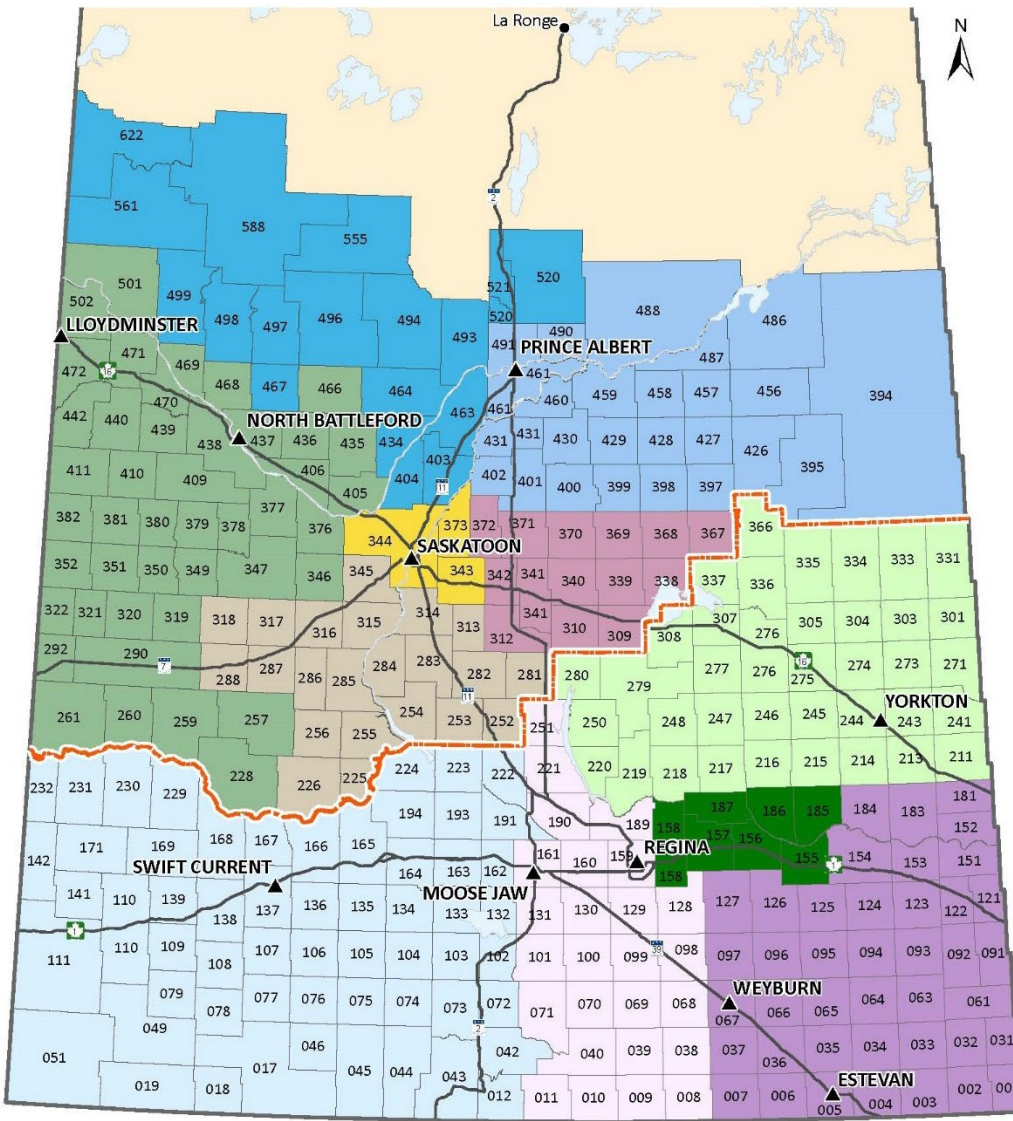 La Ronge
N
622
561 588 555
2
501 499 521 520
502 498 497 496 494 520 488 486
LLOYDMINSTER
493 491 490
471 469 PRINCE ALBERT 487
472 16 468 467 466 464 461 394
470 463 461 460 459 458 457 456
442 440 439 NORTH BATTLEFORD
438 437 436 435 434 403 431 431 430 429 428 427 426
411 410 409 406 405 404 11 402 401 400 399 398 397 395
377
382 381 380 379 378 376 344 373 372 371 370 369 368 367 366
SASKATOON
352 351 350 349 347 346 345 343 342 341 340 339 338 337 336 335 334 333 331
322 321 320 319 318 317 316 315 314 313 312 341 310 309 308 307 276 305 304 303 301
292 290 7 288 287 286 285 284 283 282 281 280 279 277 276 16 275 274 273 271
11
YORKTON
261 260 259 257 256 255 254 253 252 251 250 248 247 246 245 244 243 241
228 226 225 224 223 222 221 220 219 218 217 216 215 214 213 211
232 231 230 229
194 193 191 190 189 158 187 186 185 184 183 181
142 171 169 168 167 166 165 157 156 152
REGINA
SWIFT CURRENT 164 163 162 161 160 159 158 155 1 154 153 151
MOOSE JAW
141 110 139 138 137 136 135 134 133 132 131 130 129 128 127 126 125 124 123 122 121
1
111 110 109 108 107 106 105 104 103 102 101 100 099 39 098 097 096 095 094 093 092 091
WEYBURN
079 078 077 076 075 074 073 072 071 070 069 068 067 066 065 064 063 061
049 2
051 046 042 040 039 038 037 036 035 034 033 032 031
019 018 017 045 044 043 012 011 010 009 008 007 006 ESTEVAN
005 004 003 002 00